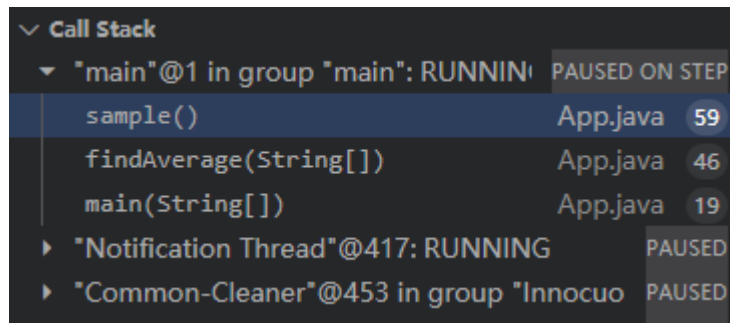 Call Stack
"main"@1 in group "main": RUNNIN PAUSED ON STEP
sample() App.java 59
findAverage(String[]) App.java 46
main(String[]) App.java 19
"Notification Thread"@417: RUNNING PAUSED
"Common-Cleaner"@453 in group "Innocuo PAUSED